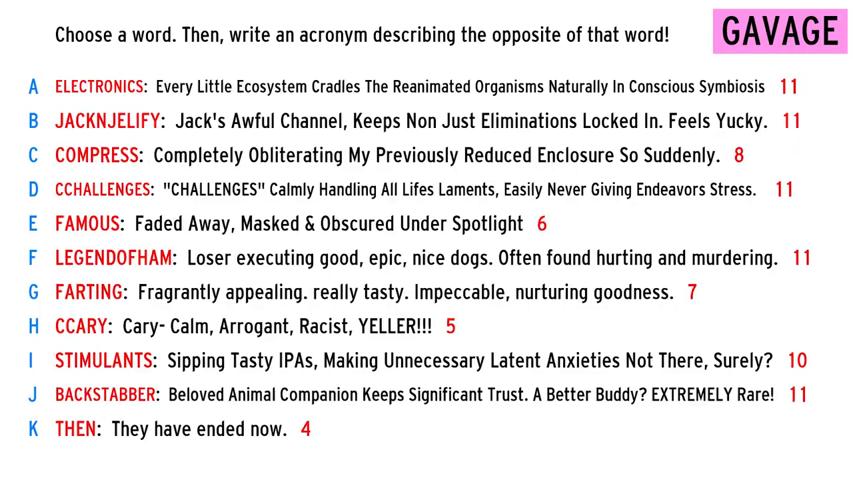 Choose a word. Then, write an acronym describing the opposite of that word!
GAVAGE
A ELECTRONICS: Every Little Ecosystem Cradles The Reanimated Organisms Naturally In Conscious Symbiosis 11
B JACKNJELIFY: Jack's Awful Channel, Keeps Non Just Eliminations Locked In. Feels Yucky. 11
C COMPRESS: Completely Obliterating My Previously Reduced Enclosure So Suddenly. 8
D CCHALLENGES: "CHALLENGES" Calmly Handling All Lifes Laments, Easily Never Giving Endeavors Stress. 11
E FAMOUS: Faded Away, Masked & Obscured Under Spotlight 6
F LEGENDOFHAM: Loser executing good, epic, nice dogs. Often found hurting and murdering. 11
G FARTING: Fragrantly appealing. really tasty. Impeccable, nurturing goodness. 7
H CCARY: Cary- Calm, Arrogant, Racist, YELLER!!! 5
I STIMULANTS: Sipping Tasty IPAs, Making Unnecessary Latent Anxieties Not There, Surely? 10
J BACKSTABBER: Beloved Animal Companion Keeps Significant Trust. A Better Buddy? EXTREMELY Rare! 11
K THEN: They have ended now. 4